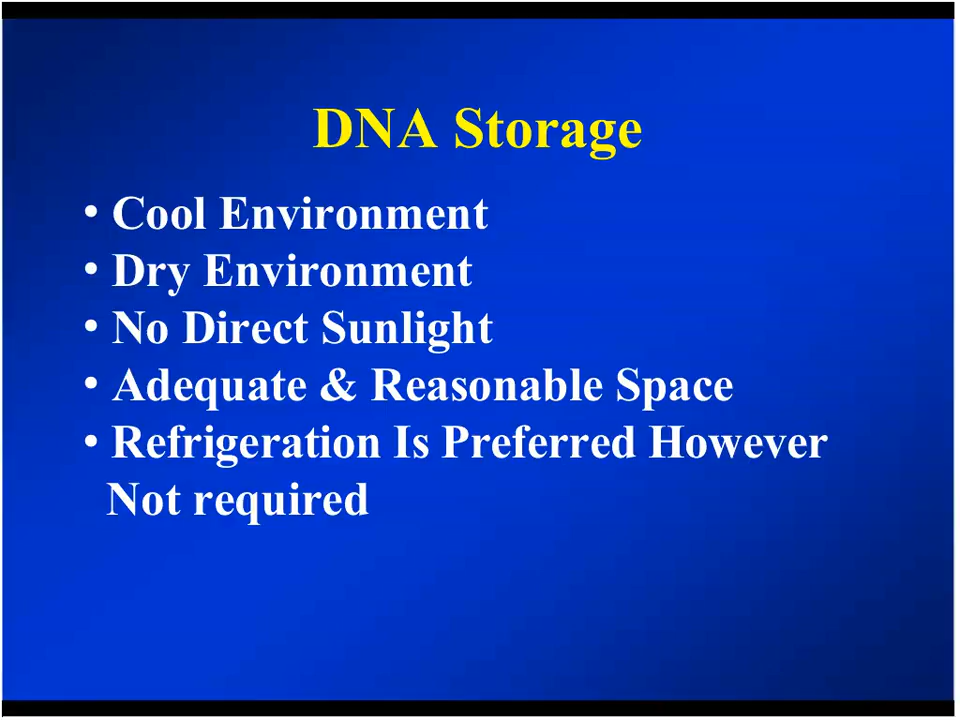 DNA Storage
• Cool Environment
• Dry Environment
• No Direct Sunlight
• Adequate & Reasonable Space
• Refrigeration Is Preferred However
Not required